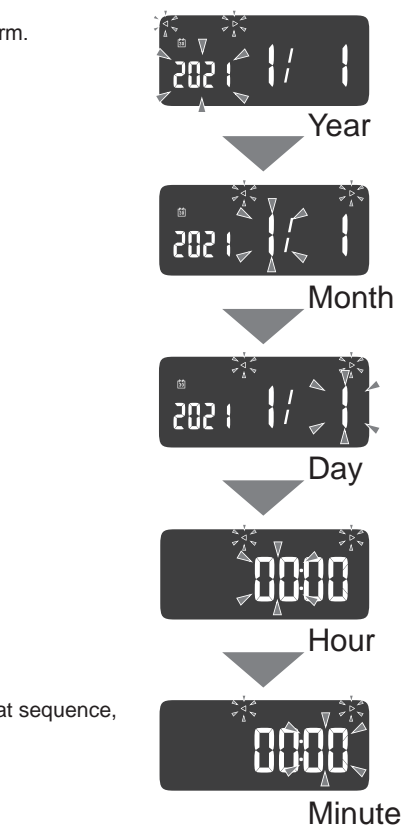 rm.
2021 1/ 1
Year
2021 1/ 1
Month
2021 1/ 1
Day
00:00
Hour
at sequence,
00:00
Minute